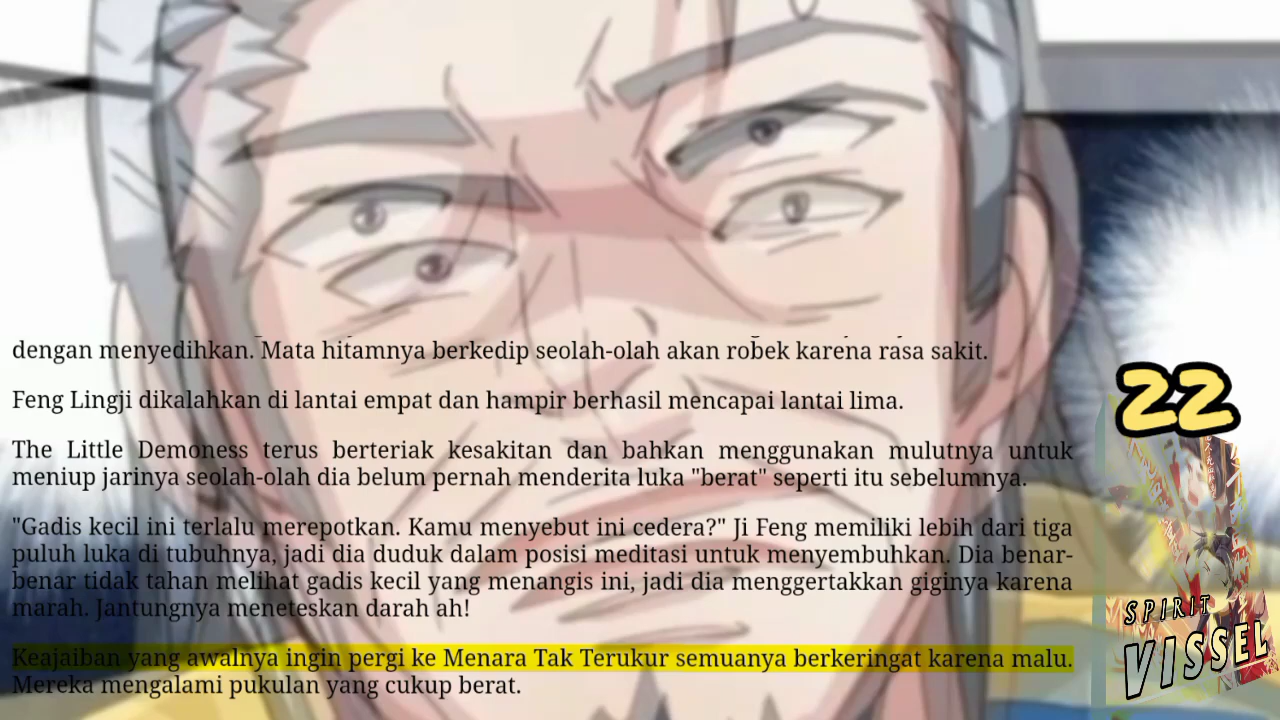 dengan menyedihkan. Mata hitamnya berkedip seolah-olah akan robek karena rasa sakit.
Feng Lingji dikalahkan di lantai empat dan hampir berhasil mencapai lantai lima.
The Little Demoness terus berteriak kesakitan dan bahkan menggunakan mulutnya untuk
meniup jarinya seolah-olah dia belum pernah menderita luka "berat" seperti itu sebelumnya.
"Gadis kecil ini terlalu merepotkan. Kamu menyebut ini cedera?" Ji Feng memiliki lebih dari tiga
puluh luka di tubuhnya, jadi dia duduk dalam posisi meditasi untuk menyembuhkan. Dia benar-
benar tidak tahan melihat gadis kecil yang menangis ini, jadi dia menggertakkan giginya karena
marah. Jantungnya meneteskan darah ah!
Keajaiban yang awalnya ingin pergi ke Menara Tak Terukur semuanya berkeringat karena malu.
Mereka mengalami pukulan yang cukup berat.
22
SPIRIT
VISSEL